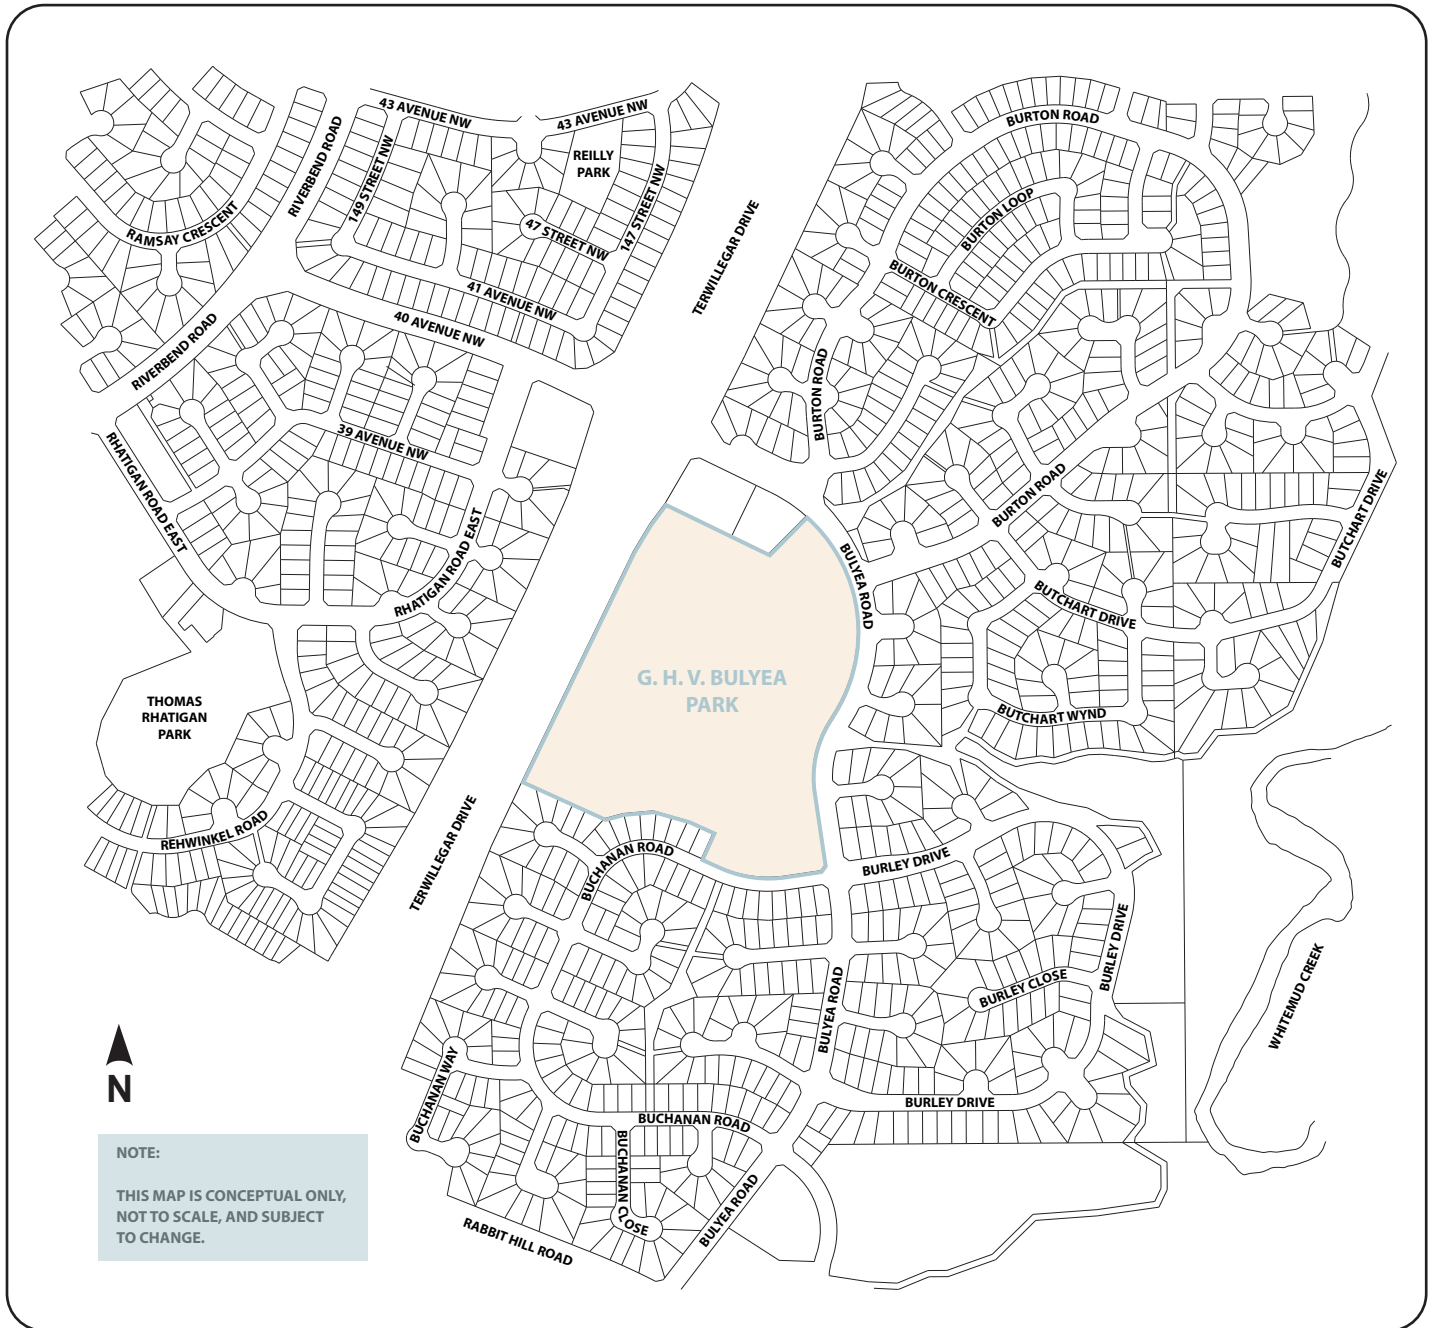 43 AVENUE NW
43 AVENUE NW
BURTON ROAD
RIVERBEND ROAD
149 STREET NW
REILLY
PARK
147 STREET NW
RAMSAY CRESCENT
47 STREET NW
BURTON LOOP
TERWILLEGAR DRIVE
BURTON CRESCENT
41 AVENUE NW
40 AVENUE NW
RIVERBEND ROAD
BURTON ROAD
39 AVENUE NW
RHATIGAN ROAD EAST
BURTON ROAD
BUTCHART DRIVE
RHATIGAN ROAD EAST
BULYEA ROAD
BUTCHART DRIVE
G. H. V. BULYEA
PARK
THOMAS
RHATIGAN
PARK
BUTCHART WYND
REHWINKEL ROAD
TERWILLEGAR DRIVE
BUCHANAN ROAD
BURLEY DRIVE
BURLEY DRIVE
BURLEY CLOSE
WHITEMUD CREEK
BULYEA ROAD
BUCHANAN WAY
N
BURLEY DRIVE
BUCHANAN ROAD
BUCHANAN CLOSE
BULYEA ROAD
RABBIT HILL ROAD
NOTE:
THIS MAP IS CONCEPTUAL ONLY,
NOT TO SCALE, AND SUBJECT
TO CHANGE.